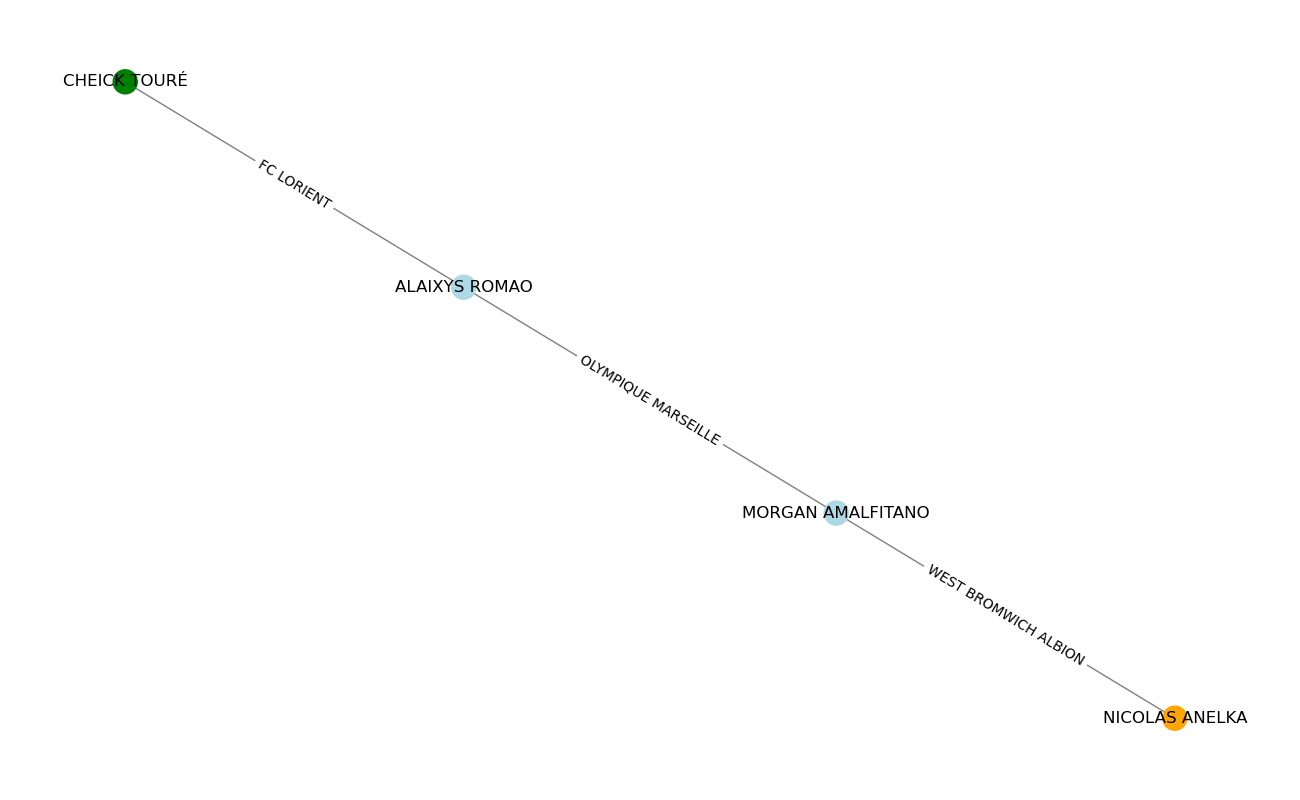 CHEICK TOURÉ
FC LORIENT
ALAIXYS ROMAO
OLYMPIQUE MARSEILLE
MORGAN AMALFITANO
WEST BROMWICH ALBION
NICOLAS ANELKA